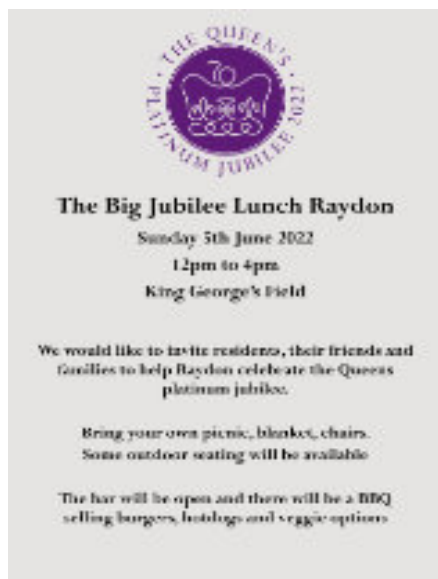 THE QUEEN'S
70
PLATINUM JUBILEE 2022
The Big Jubilee Lunch Raydon
Sunday 5th June 2022
12pm to 4pm
King George's Field
We would like to invite residents, their friends and
families to help Raydon celebrate the Queens
platinum jubilee.
Bring your own picnic, blanket, chairs.
Some outdoor seating will be available
The bar will be open and there will be a BBQ
selling burgers, hotdogs and veggie options